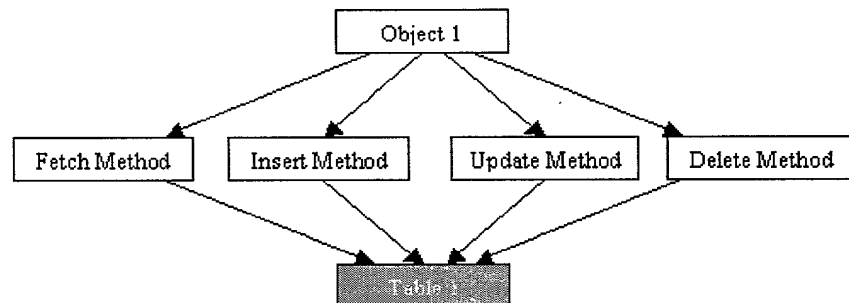 Object 1
Fetch Method
Insert Method
Update Method
Delete Method
Table 1